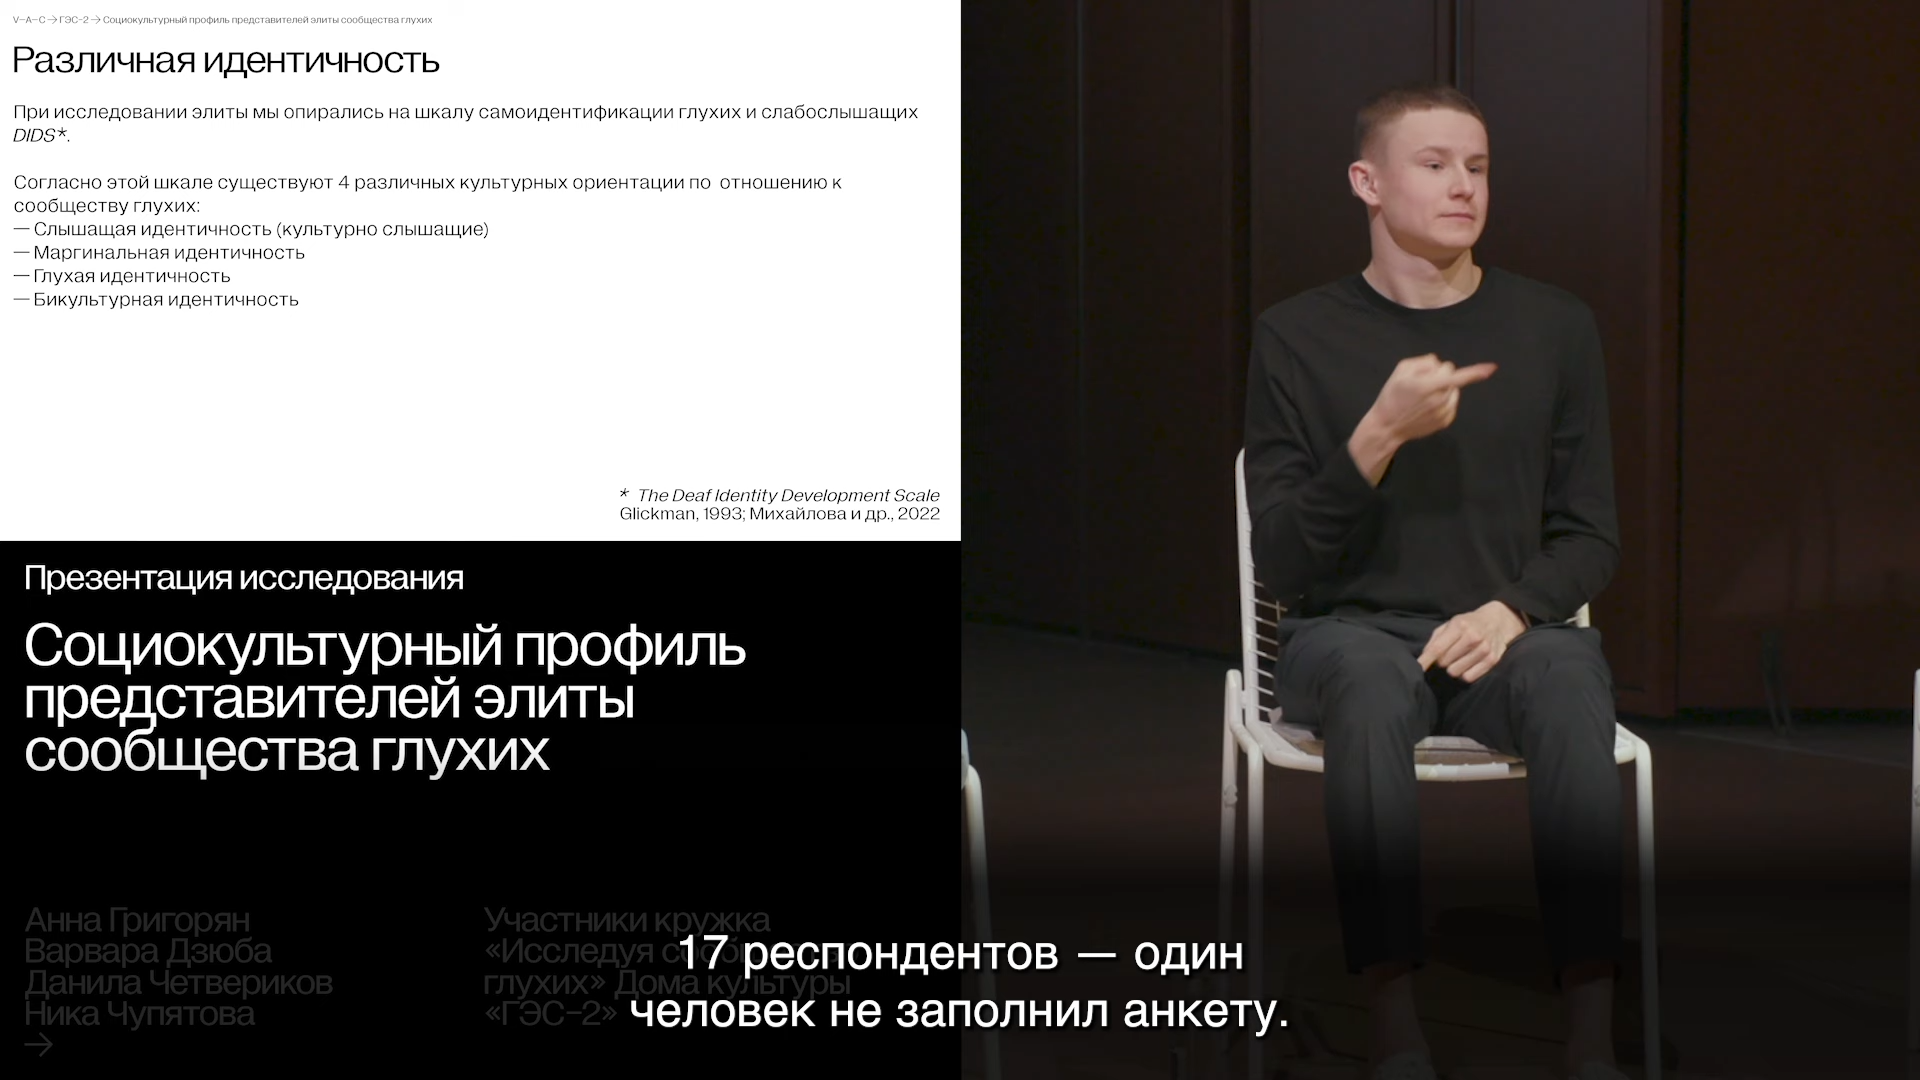 V–A–C → ГЭС-2 → Социокультурный профиль представителей элиты сообщества глухих
Различная идентичность
При исследовании элиты мы опирались на шкалу самоидентификации глухих и слабослышащих
DIDS*.
Согласно этой шкале существуют 4 различных культурных ориентации по отношению к
сообществу глухих:
— Слышащая идентичность (культурно слышащие)
— Маргинальная идентичность
— Глухая идентичность
— Бикультурная идентичность
* The Deaf Identity Development Scale
Glickman, 1993; Михайлова и др., 2022
Презентация исследования
Социокультурный профиль
представителей элиты
сообщества глухих
Анна Григорян
Варвара Дзюба
Данила Четвериков
Ника Чупятова
→
Участники кружка
«Исследуя
глухих» Дома культуры
«ГЭС-2»
17 респондентов — один
человек не заполнил анкету.